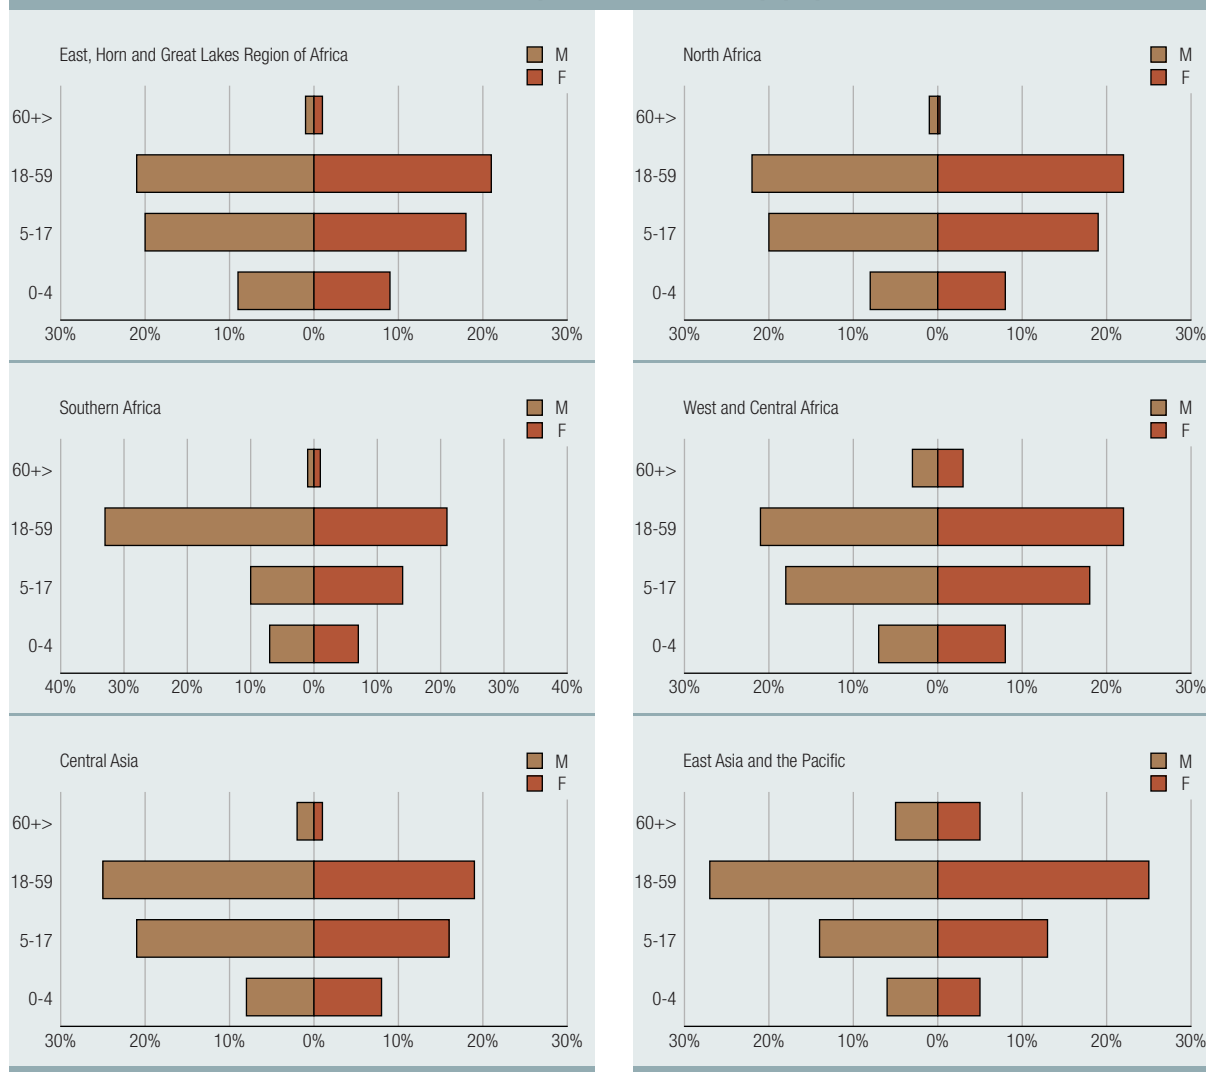 East, Horn and Great Lakes Region of Africa
M
F
60+>
18-59
5-17
0-4
30% 20% 10% 0% 10% 20% 30%
North Africa
M
F
60+>
18-59
5-17
0-4
30% 20% 10% 0% 10% 20% 30%
Southern Africa
M
F
60+>
18-59
5-17
0-4
40% 30% 20% 10% 0% 10% 20% 30% 40%
West and Central Africa
M
F
60+>
18-59
5-17
0-4
30% 20% 10% 0% 10% 20% 30%
Central Asia
M
F
60+>
18-59
5-17
0-4
30% 20% 10% 0% 10% 20% 30%
East Asia and the Pacific
M
F
60+>
18-59
5-17
0-4
30% 20% 10% 0% 10% 20% 30%